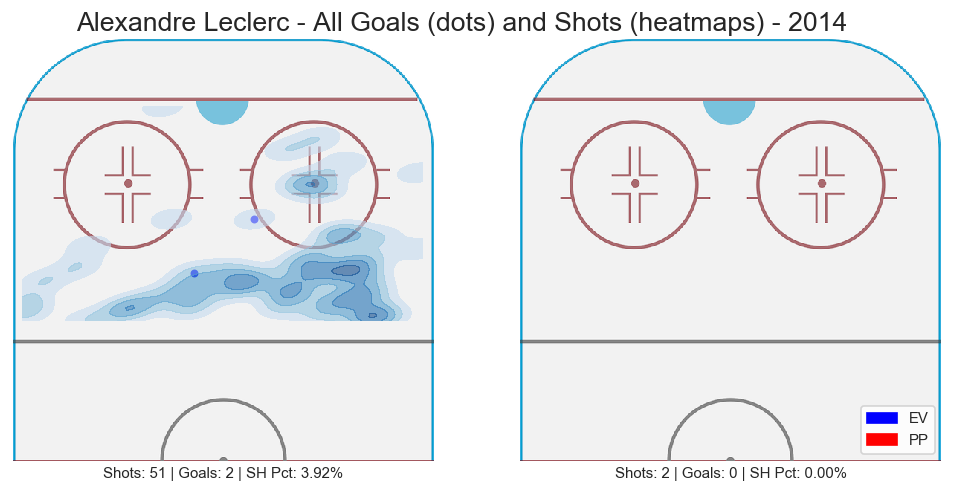 Alexandre Leclerc - All Goals (dots) and Shots (heatmaps) - 2014
EV
PP
Shots: 51 | Goals: 2 | SH Pct: 3.92%
Shots: 2 | Goals: 0 | SH Pct: 0.00%